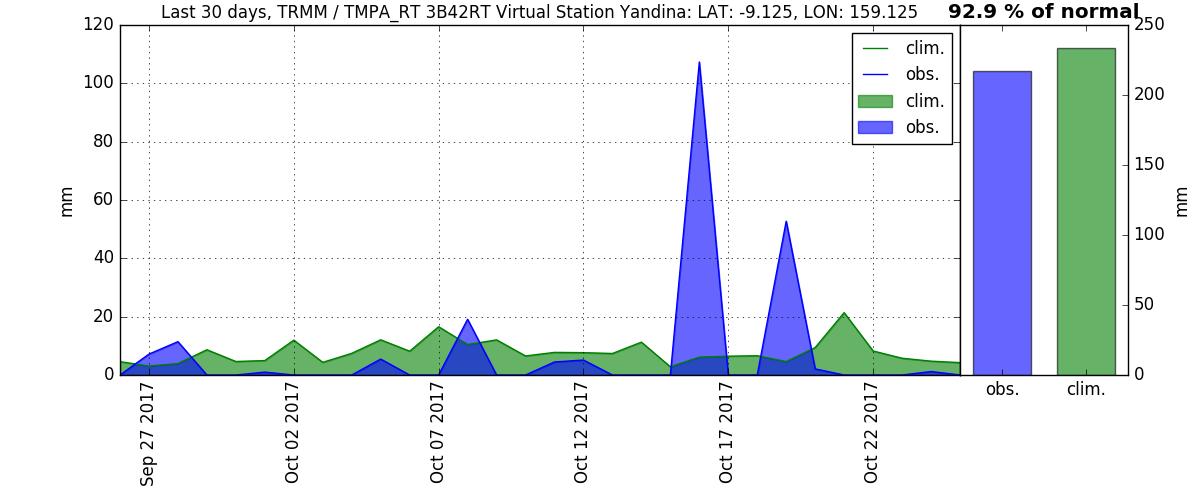 Last 30 days, TRMM / TMPA_RT 3B42RT Virtual Station Yandina: LAT: -9.125, LON: 159.125
92.9 % of normal
120
100
80
60
40
20
0
mm
clim.
obs.
clim.
obs.
250
200
150
100
50
0
mm
obs.
clim.
Sep 27 2017
Oct 02 2017
Oct 07 2017
Oct 12 2017
Oct 17 2017
Oct 22 2017